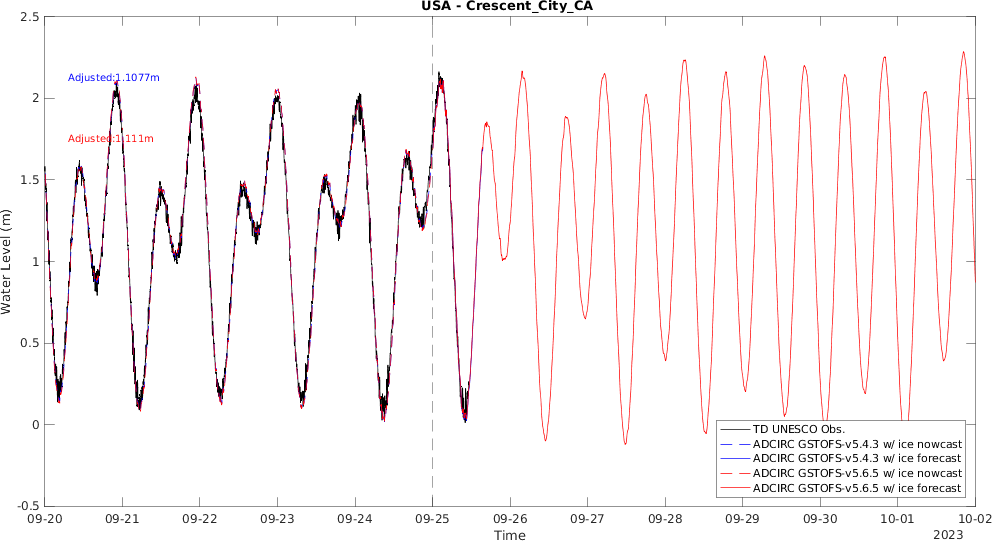 USA - Crescent_City_CA
2.5
2
1.5
1
0.5
0
-0.5
Water Level (m)
Adjusted:1.1077m
Adjusted:1.111m
TD UNESCO Obs.
ADCIRC GSTOFS-v5.4.3 w/ ice nowcast
ADCIRC GSTOFS-v5.4.3 w/ ice forecast
ADCIRC GSTOFS-v5.6.5 w/ ice nowcast
ADCIRC GSTOFS-v5.6.5 w/ ice forecast
09-20 09-21 09-22 09-23 09-24 09-25 09-26 09-27 09-28 09-29 09-30 10-01 10-02
Time
2023